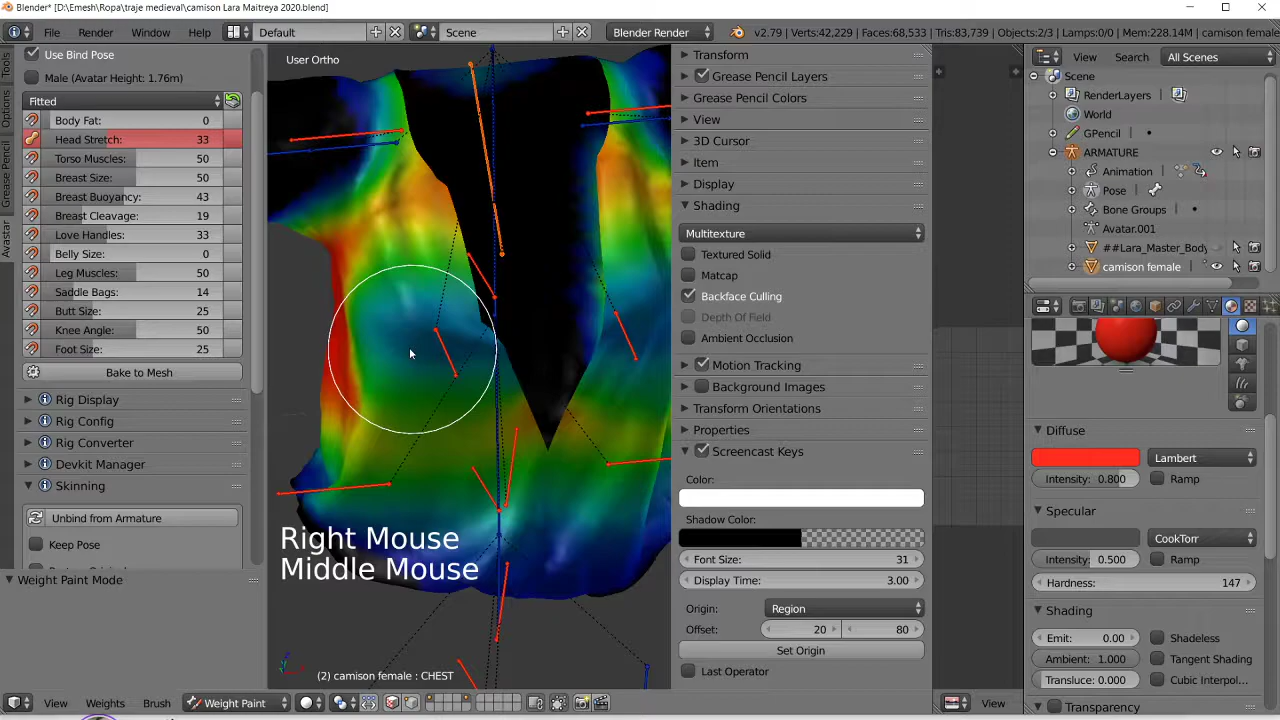 Blender* [D:\Emesh\Ropa\traje medieval\camison Lara Maitreya 2020.blend]
File Render Window Help Default Scene Blender Render v2.79 | Verts:42,229 | Faces:68,533 | Tris:83,739 | Objects:2/3 | Lamps:0/0 | Mem:228.14M | camison female
Tools
Options
Grease Pencil
Avastar
Use Bind Pose
Male (Avatar Height: 1.76m)
Fitted
Body Fat: 0
Head Stretch: 33
Torso Muscles: 50
Breast Size: 50
Breast Buoyancy: 43
Breast Cleavage: 19
Love Handles: 33
Belly Size: 0
Leg Muscles: 50
Saddle Bags: 14
Butt Size: 25
Knee Angle: 50
Foot Size: 25
Bake to Mesh
Rig Display
Rig Config
Rig Converter
Devkit Manager
Skinning
Unbind from Armature
Keep Pose
Weight Paint Mode
User Ortho
Right Mouse
Middle Mouse
(2) camison female : CHEST
View Weights Brush Weight Paint
Transform
Grease Pencil Layers
Grease Pencil Colors
View
3D Cursor
Item
Display
Shading
Multitexture
Textured Solid
Matcap
Backface Culling
Depth Of Field
Ambient Occlusion
Motion Tracking
Background Images
Transform Orientations
Properties
Screencast Keys
Color:
Shadow Color:
Font Size: 31
Display Time: 3.00
Origin: Region
Offset: 20 80
Set Origin
Last Operator
View
View Search All Scenes
Scene
RenderLayers
World
GPencil
ARMATURE
Animation
Pose
Bone Groups
Avatar.001
##Lara_Master_Body
camison female
Diffuse
Lambert
Intensity: 0.800 Ramp
Specular
CookTorr
Intensity: 0.500 Ramp
Hardness: 147
Shading
Emit: 0.00 Shadeless
Ambient: 1.000 Tangent Shading
Transluce: 0.000 Cubic Interpol...
Transparency